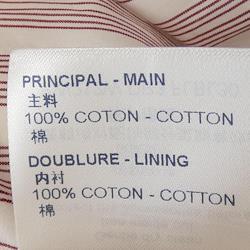 PRINCIPAL - MAIN
主料
100% COTON - COTTON
棉
DOUBLURE - LINING
内衬
100% COTON - COTTON
棉